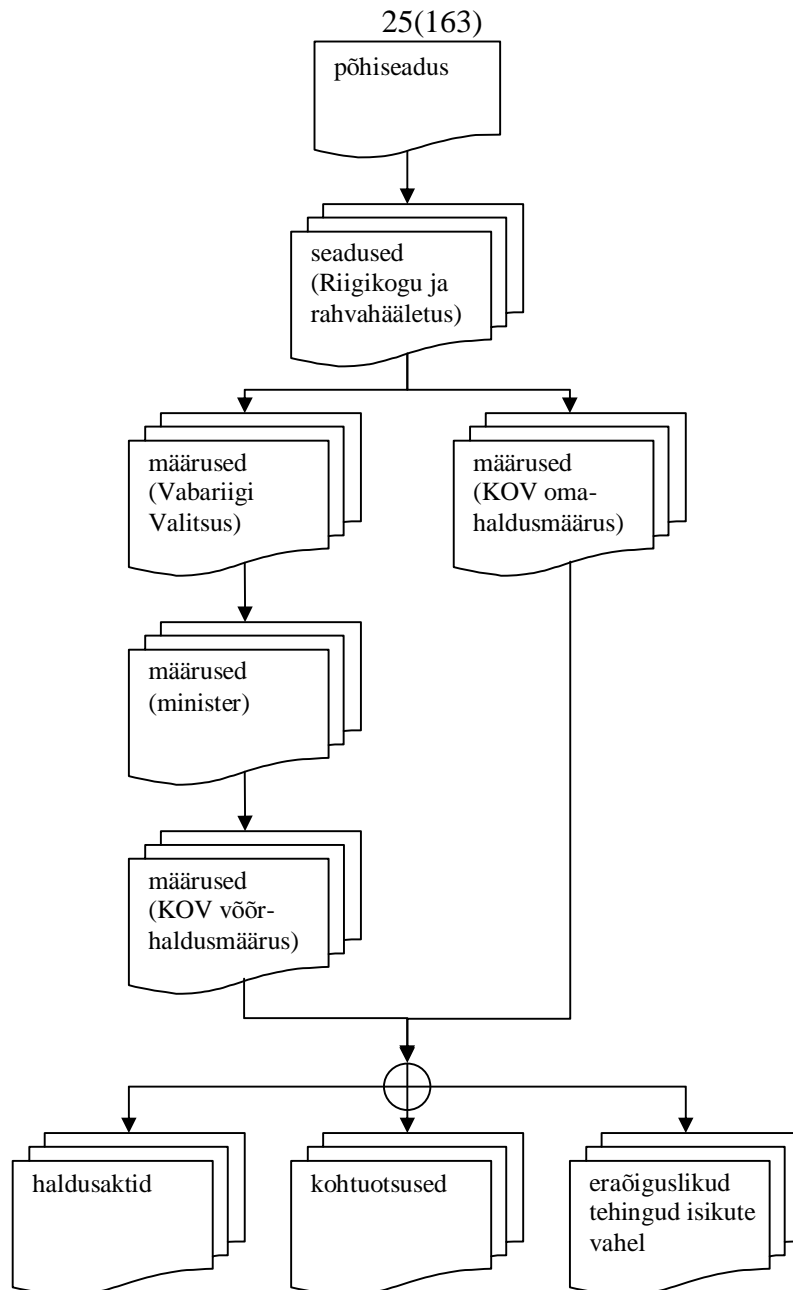 25(163)
põhiseadus
seadused
(Riigikogu ja
rahvahääletus)
määrused
(Vabariigi
Valitsus)
määrused
(KOV oma-
haldusmäärus)
määrused
(minister)
määrused
(KOV võõr-
haldusmäärus)
haldusaktid
kohtuotsused
eraõiguslikud
tehingud isikute
vahel